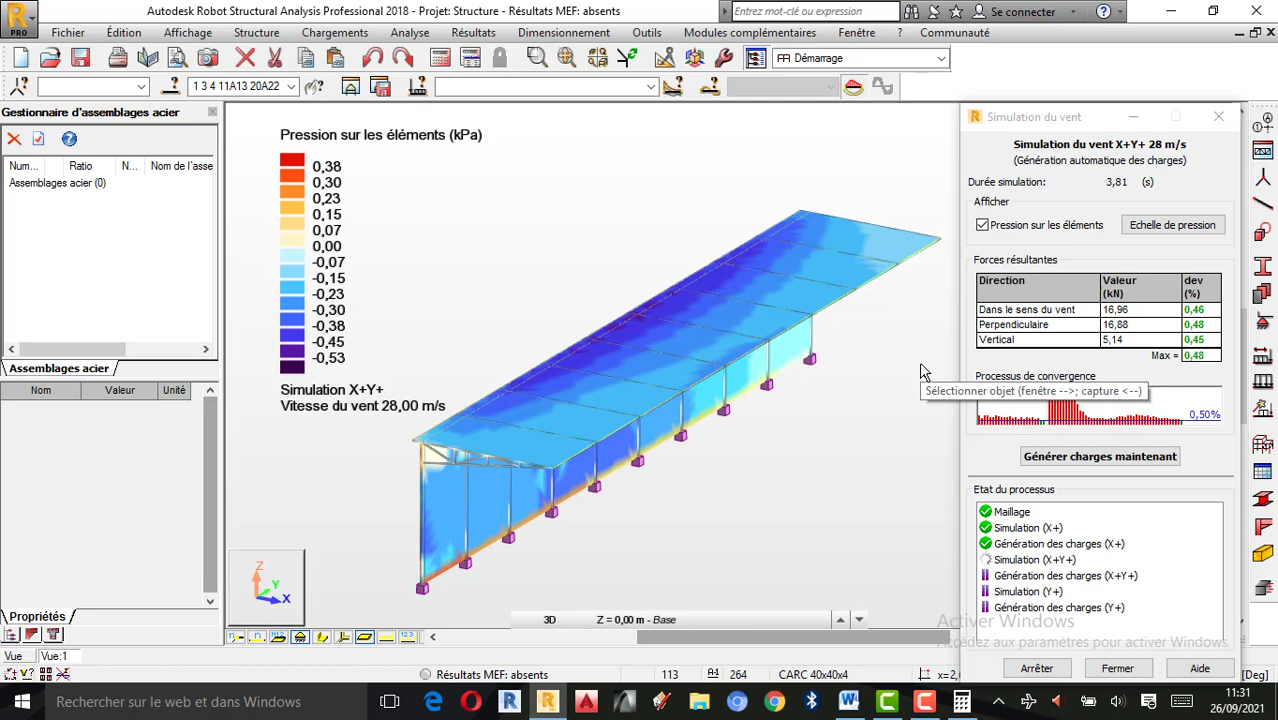 PRO
Autodesk Robot Structural Analysis Professional 2018 - Projet: Structure - Résultats MEF: absents
Entrez mot-clé ou expression
Se connecter
Fichier Édition Affichage Structure Chargements Analyse Résultats Dimensionnement Outils Modules complémentaires Fenêtre ? Communauté
Démarrage
1 3 4 11A13 20A22
Gestionnaire d'assemblages acier
Num... Ratio N... Nom de l'asse
Assemblages acier (0)
Assemblages acier
Nom Valeur Unité
Propriétés
Vue Vue:1
Pression sur les éléments (kPa)
0,38
0,30
0,23
0,15
0,07
0,00
-0,07
-0,15
-0,23
-0,30
-0,38
-0,45
-0,53
Simulation X+Y+
Vitesse du vent 28,00 m/s
Z
Y
X
3D Z = 0,00 m - Base
Simulation du vent
Simulation du vent X+Y+ 28 m/s
(Génération automatique des charges)
Durée simulation: 3,81 (s)
Afficher
Pression sur les éléments Echelle de pression
Forces résultantes
Direction Valeur (kN) dev (%)
Dans le sens du vent 16,96 0,46
Perpendiculaire 16,88 0,48
Vertical 5,14 0,45
Max = 0,48
Processus de convergence
Sélectionner objet (fenêtre -->; capture <--)
0,50%
Générer charges maintenant
Etat du processus
Maillage
Simulation (X+)
Génération des charges (X+)
Simulation (X+Y+)
Génération des charges (X+Y+)
Simulation (Y+)
Génération des charges (Y+)
Activer Windows
Accédez aux paramètres pour activer Windows.
Arrêter Fermer Aide
Résultats MEF: absents 113 264 CARC 40x40x4 x=2,
[Deg]
Rechercher sur le web et dans Windows
11:31
26/09/2021